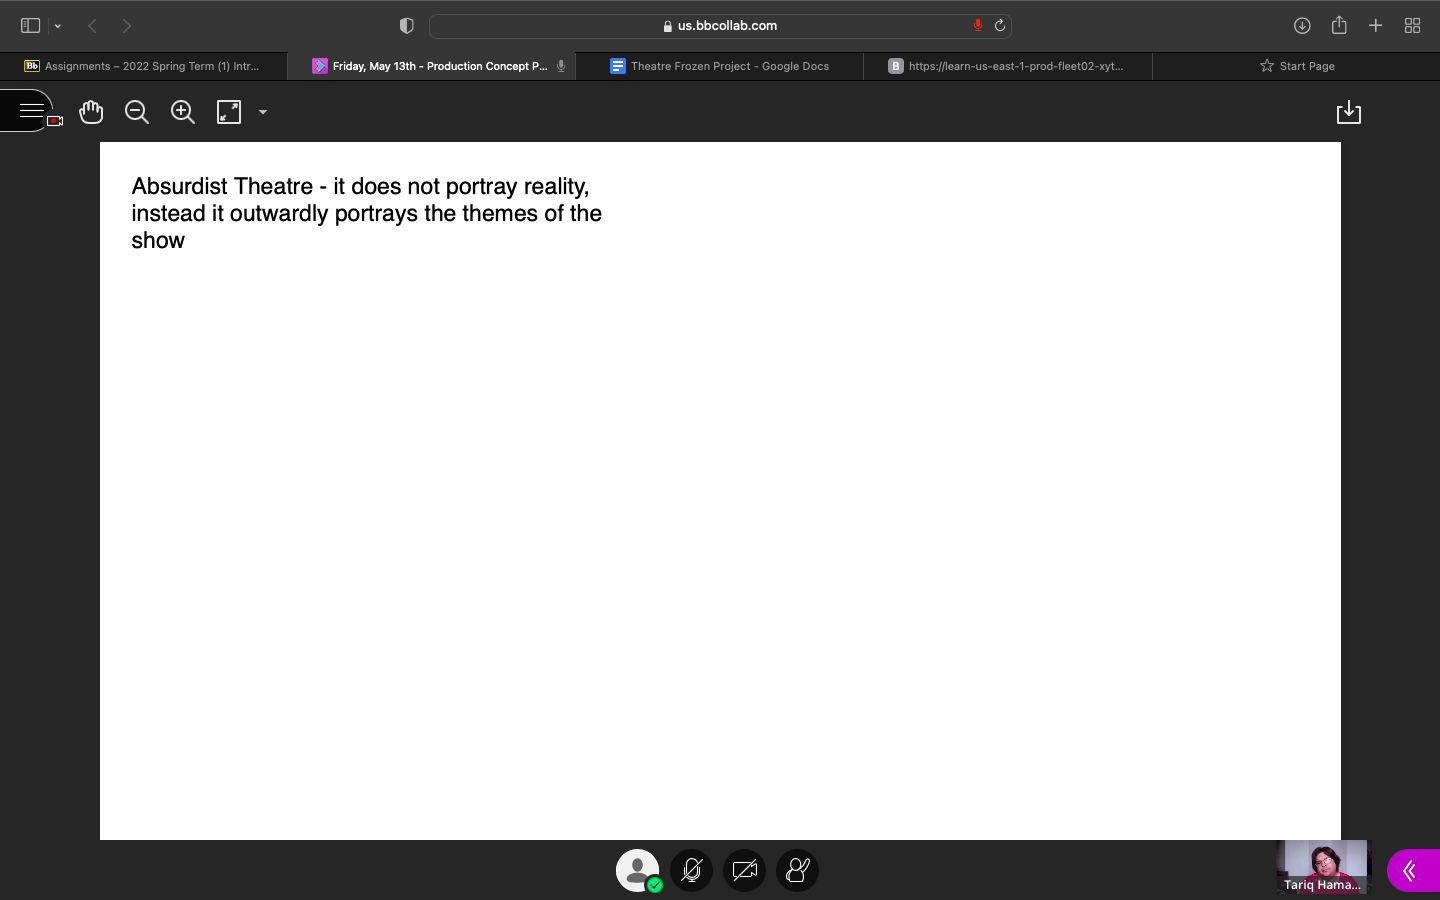 us.bbcollab.com
Bb Assignments – 2022 Spring Term (1) Intr...
Friday, May 13th - Production Concept P...
Theatre Frozen Project - Google Docs
B https://learn-us-east-1-prod-fleet02-xyt...
Start Page
Absurdist Theatre - it does not portray reality,
instead it outwardly portrays the themes of the
show
Tariq Hama...